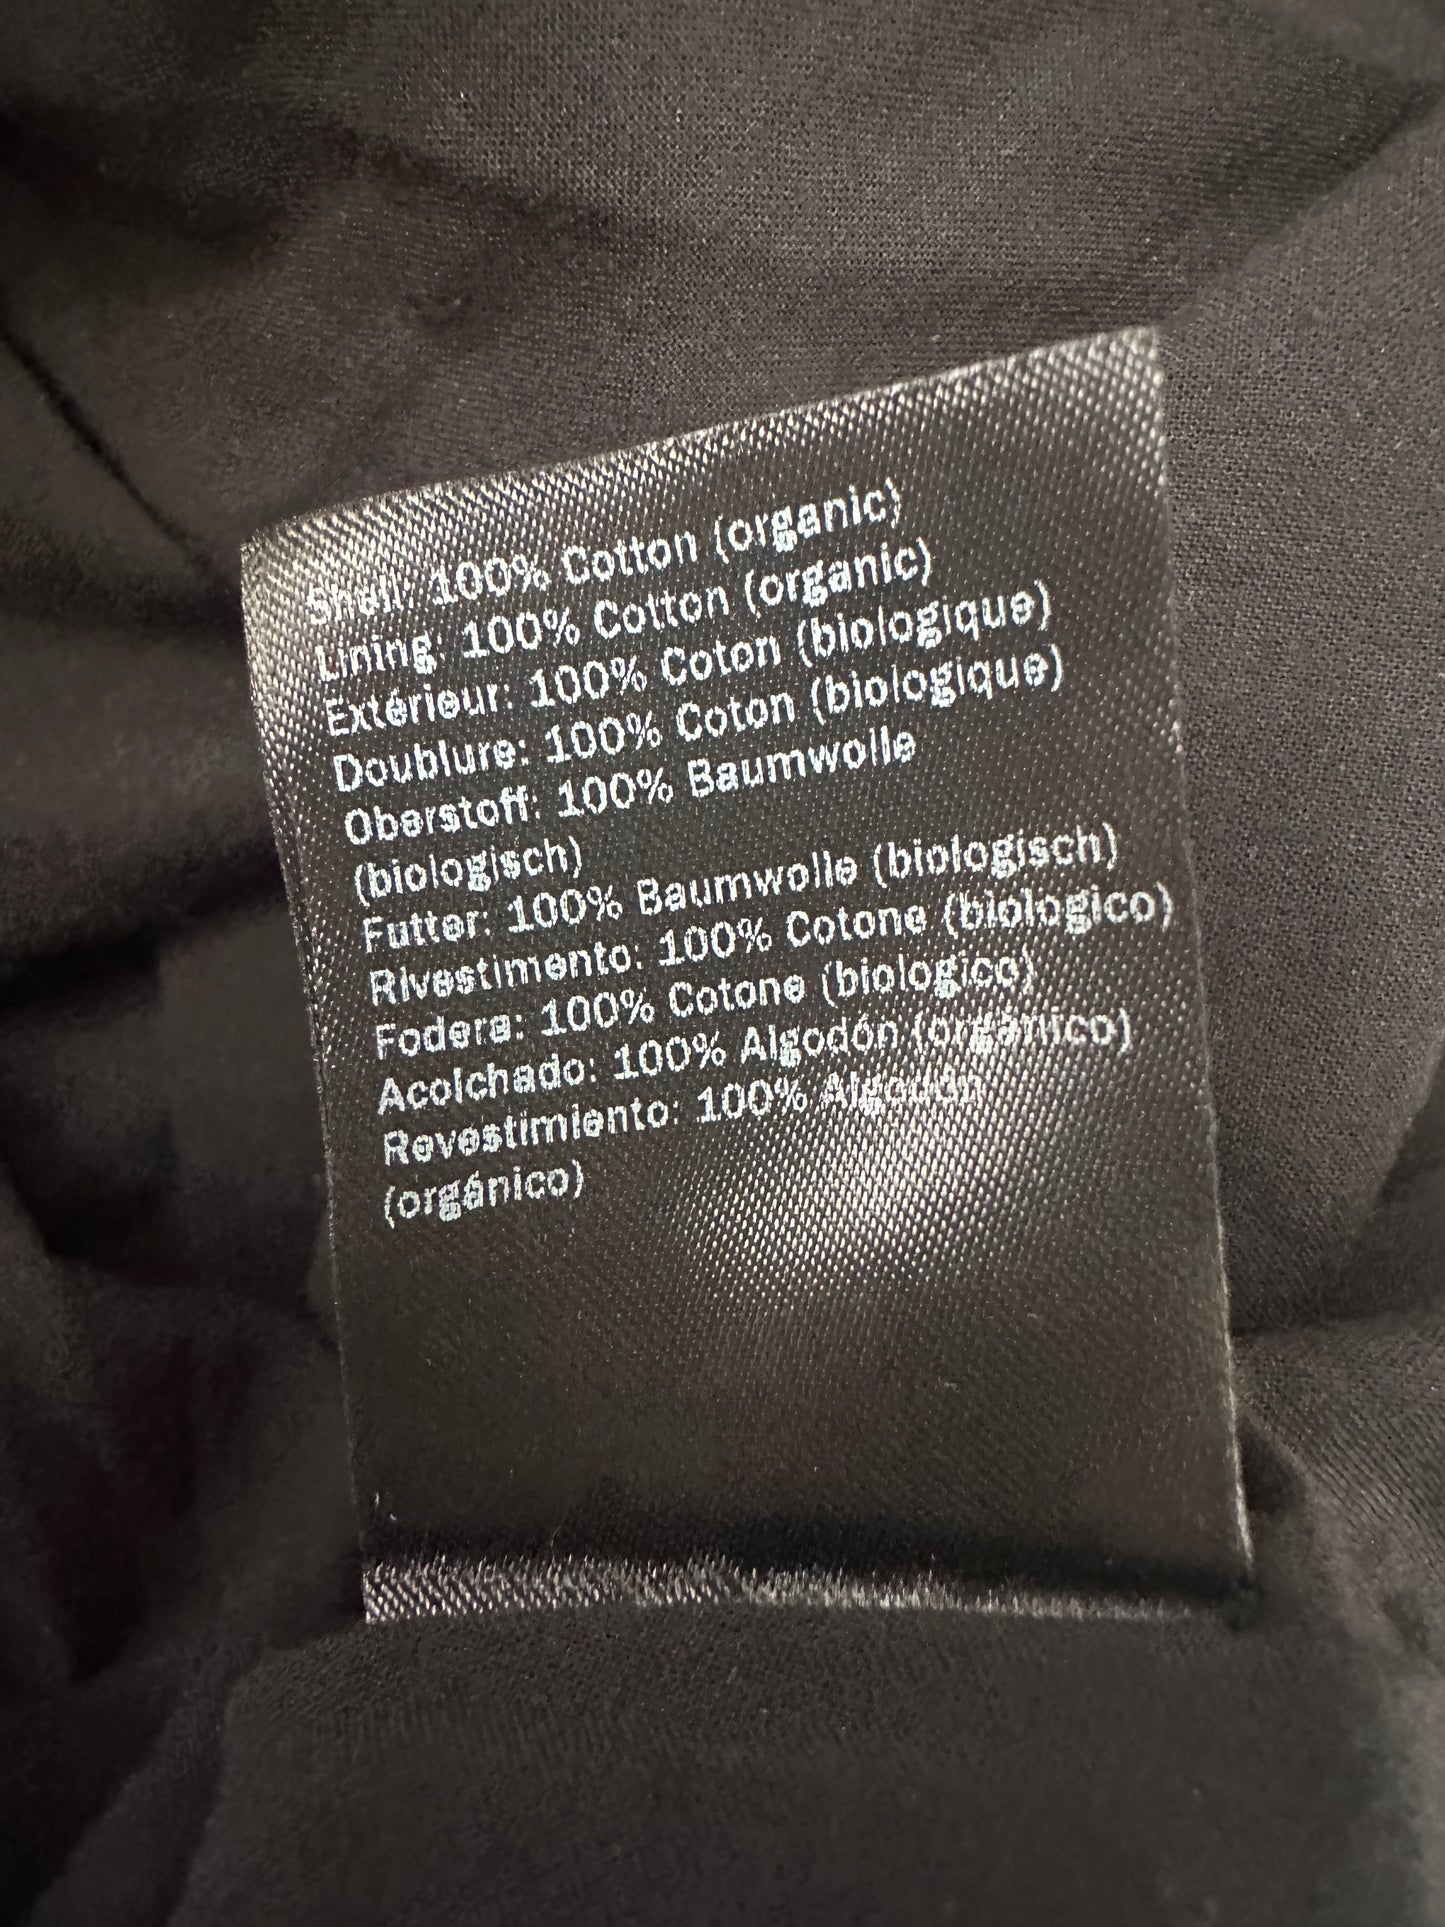 Shell: 100% Cotton (organic)
Lining: 100% Cotton (organic)
Extérieur: 100% Coton (biologique)
Doublure: 100% Coton (biologique)
Oberstoff: 100% Baumwolle
(biologisch)
Futter: 100% Baumwolle (biologisch)
Rivestimento: 100% Cotone (biologico)
Fodera: 100% Cotone (biologico)
Acolchado: 100% Algodón (orgánico)
Revestimiento: 100% Algodón
(orgánico)